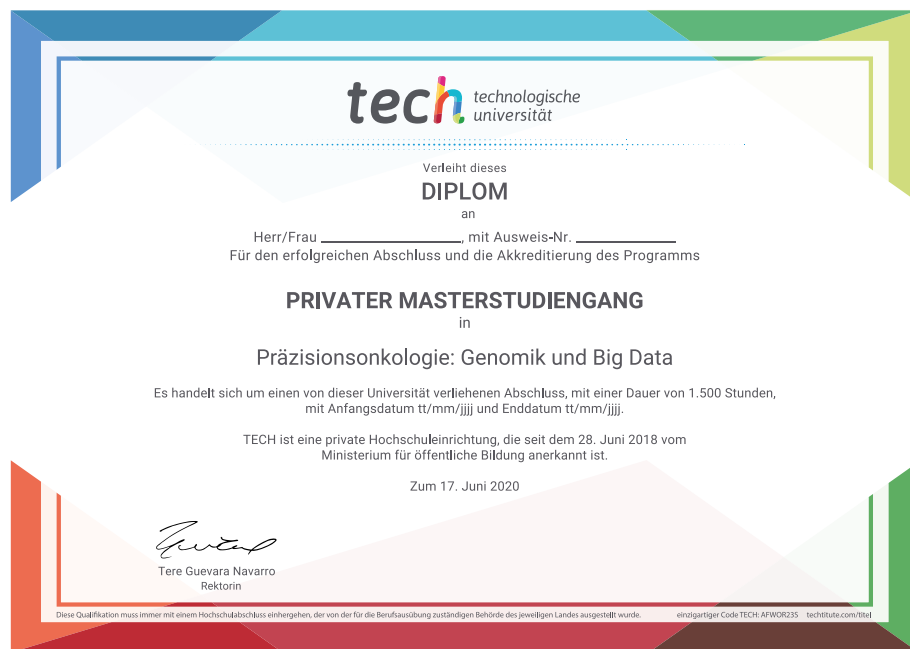 tech technologische
universität
Verleiht dieses
DIPLOM
an
Herr/Frau ____________________, mit Ausweis-Nr. ______________
Für den erfolgreichen Abschluss und die Akkreditierung des Programms
PRIVATER MASTERSTUDIENGANG
in
Präzisionsonkologie: Genomik und Big Data
Es handelt sich um einen von dieser Universität verliehenen Abschluss, mit einer Dauer von 1.500 Stunden,
mit Anfangsdatum tt/mm/jjjj und Enddatum tt/mm/jjjj.
TECH ist eine private Hochschuleinrichtung, die seit dem 28. Juni 2018 vom
Ministerium für öffentliche Bildung anerkannt ist.
Zum 17. Juni 2020
Tere Guevara Navarro
Rektorin
Diese Qualifikation muss immer mit einem Hochschulabschluss einhergehen, der von der für die Berufsausübung zuständigen Behörde des jeweiligen Landes ausgestellt wurde. einzigartiger Code TECH: AFWOR23S techtitute.com/titel